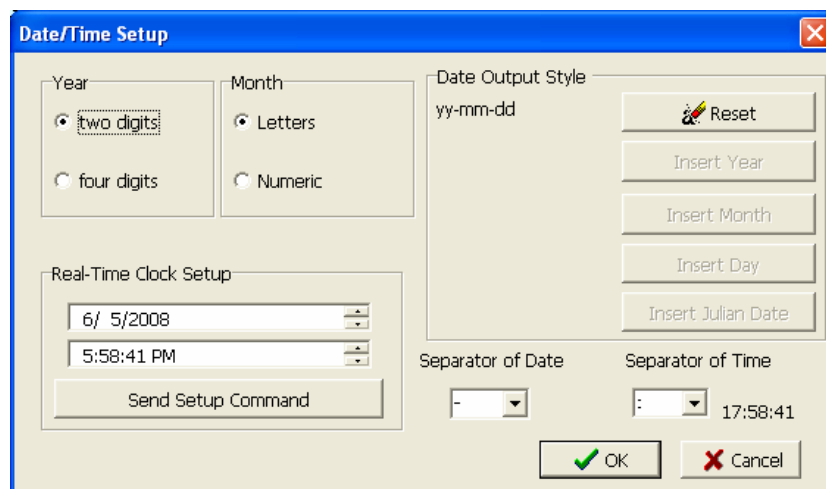 Date/Time Setup
Year
two digits
four digits
Month
Letters
Numeric
Date Output Style
yy-mm-dd
Reset
Insert Year
Insert Month
Insert Day
Insert Julian Date
Real-Time Clock Setup
6/ 5/2008
5:58:41 PM
Send Setup Command
Separator of Date
-
Separator of Time
:
17:58:41
OK
Cancel